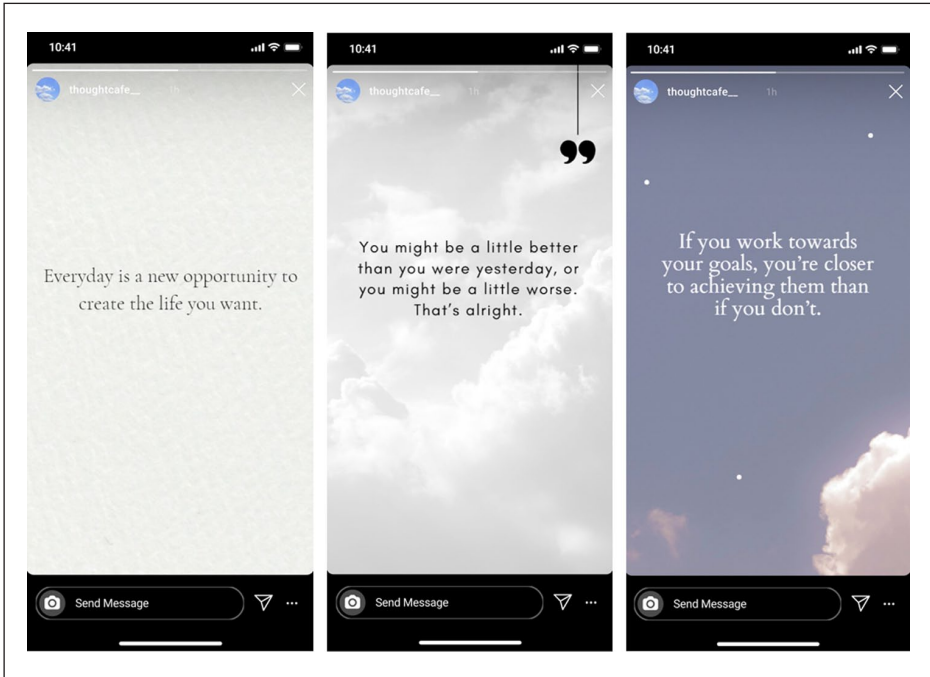 10:41
thoughtcafe__ 1h
Everyday is a new opportunity to
create the life you want.
Send Message
10:41
thoughtcafe__ 1h
You might be a little better
than you were yesterday, or
you might be a little worse.
That's alright.
Send Message
10:41
thoughtcafe__ 1h
If you work towards
your goals, you're closer
to achieving them than
if you don't.
Send Message